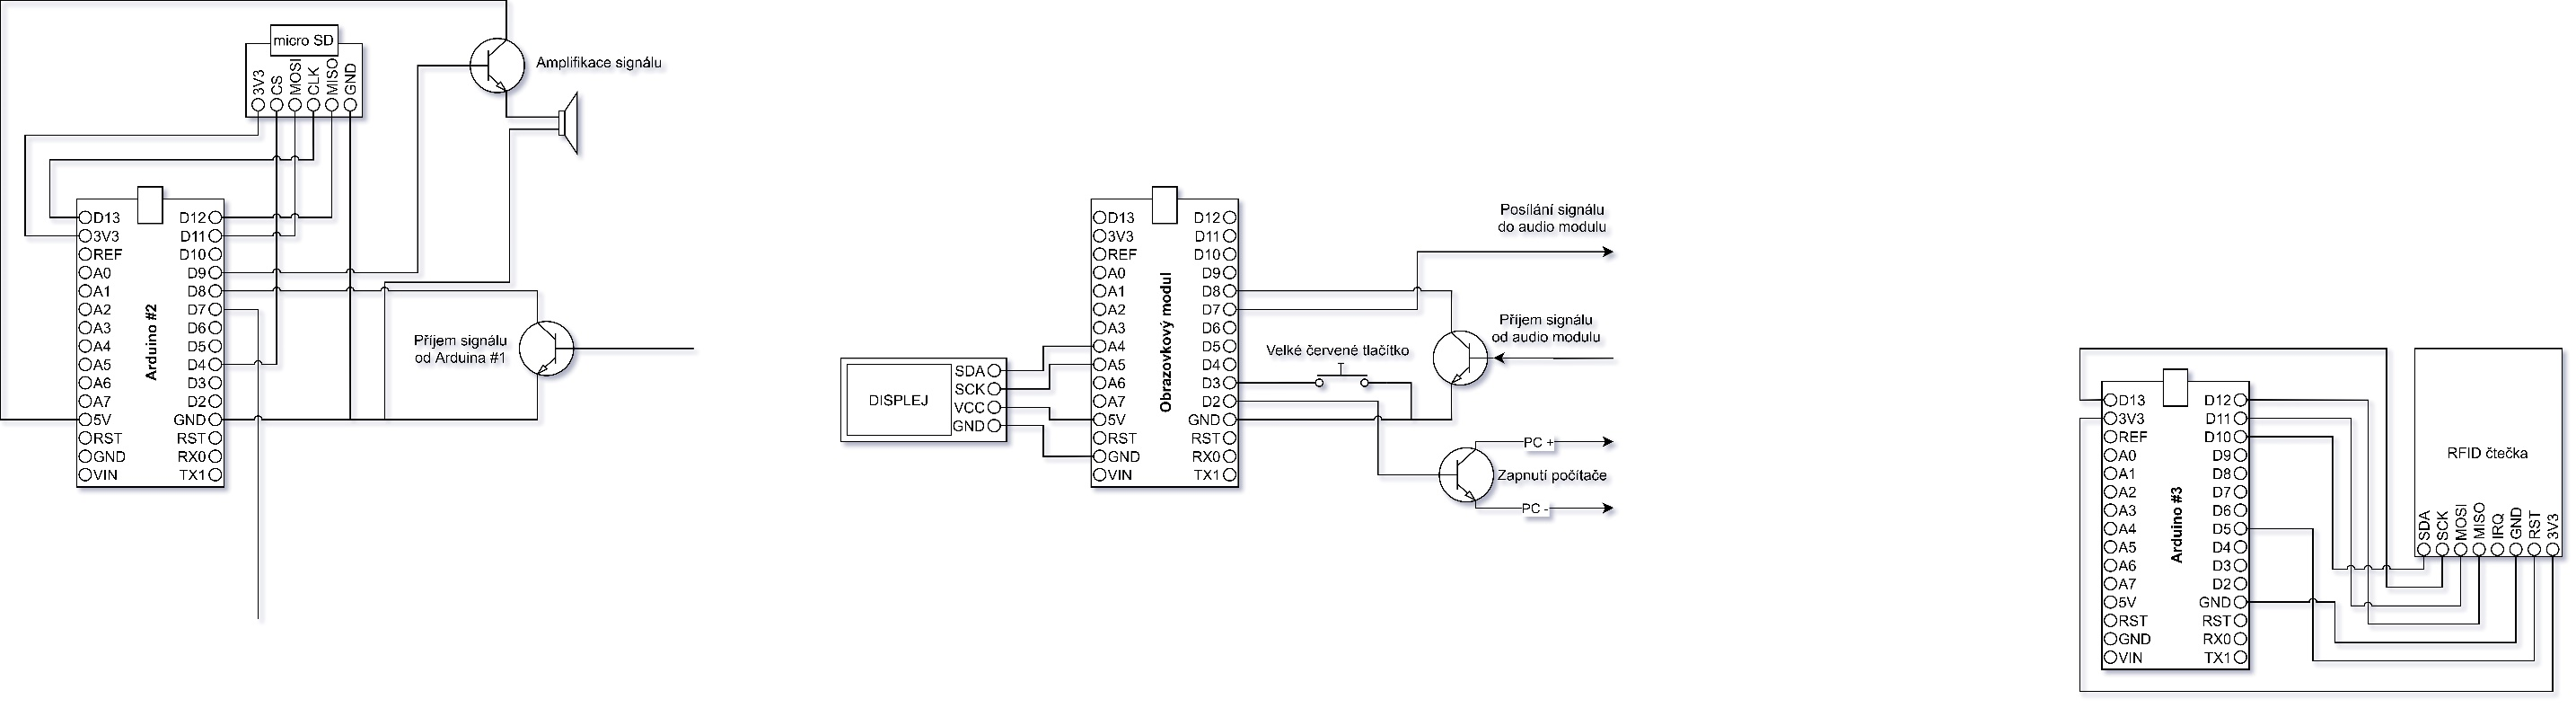 micro SD
3V3
CS
MOSI
CLK
MISO
GND
Amplifikace signálu
D13
3V3
REF
A0
A1
A2
A3
A4
A5
A6
A7
5V
RST
GND
VIN
Arduino #2
D12
D11
D10
D9
D8
D7
D6
D5
D4
D3
D2
GND
RST
RX0
TX1
Příjem signálu
od Arduina #1
DISPLEJ
SDA
SCK
VCC
GND
D13
3V3
REF
A0
A1
A2
A3
A4
A5
A6
A7
5V
RST
GND
VIN
Obrazovkový modul
D12
D11
D10
D9
D8
D7
D6
D5
D4
D3
D2
GND
RST
RX0
TX1
Posílání signálu
do audio modulu
Příjem signálu
od audio modulu
Velké červené tlačítko
PC +
Zapnutí počítače
PC -
D13
3V3
REF
A0
A1
A2
A3
A4
A5
A6
A7
5V
RST
GND
VIN
Arduino #3
D12
D11
D10
D9
D8
D7
D6
D5
D4
D3
D2
GND
RST
RX0
TX1
RFID čtečka
SDA
SCK
MOSI
MISO
IRQ
GND
RST
3V3